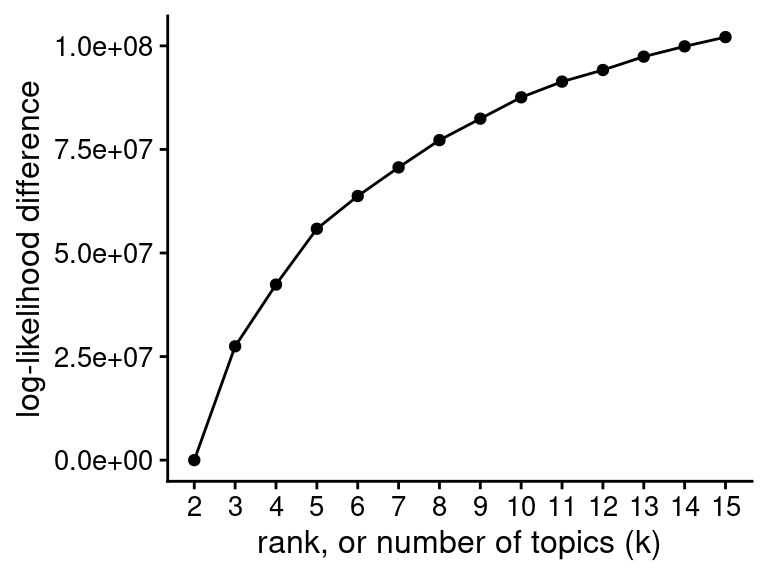 log-likelihood difference
1.0e+08
7.5e+07
5.0e+07
2.5e+07
0.0e+00
2 3 4 5 6 7 8 9 10 11 12 13 14 15
rank, or number of topics (k)